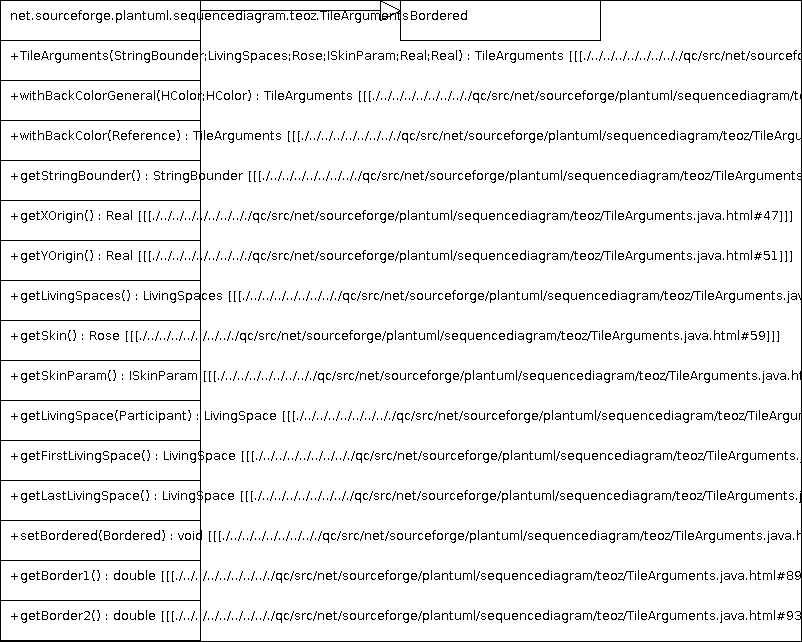 net.sourceforge.plantuml.sequencediagram.teoz.TileArguments Bordered
+TileArguments(StringBounder;LivingSpaces;Rose;ISkinParam;Real;Real) : TileArguments [[[./../../../../../../../qc/src/net/sourcefo
+withBackColorGeneral(HColor;HColor) : TileArguments [[[./../../../../../../../qc/src/net/sourceforge/plantuml/sequencediagram/te
+withBackColor(Reference) : TileArguments [[[./../../../../../../../qc/src/net/sourceforge/plantuml/sequencediagram/teoz/TileArgu
+getStringBounder() : StringBounder [[[./../../../../../../../qc/src/net/sourceforge/plantuml/sequencediagram/teoz/TileArguments
+getXOrigin() : Real [[[./../../../../../../../qc/src/net/sourceforge/plantuml/sequencediagram/teoz/TileArguments.java.html#47]]]
+getYOrigin() : Real [[[./../../../../../../../qc/src/net/sourceforge/plantuml/sequencediagram/teoz/TileArguments.java.html#51]]]
+getLivingSpaces() : LivingSpaces [[[./../../../../../../../qc/src/net/sourceforge/plantuml/sequencediagram/teoz/TileArguments.jav
+getSkin() : Rose [[[./../../../../../../../qc/src/net/sourceforge/plantuml/sequencediagram/teoz/TileArguments.java.html#59]]]
+getSkinParam() : ISkinParam [[[./../../../../../../../qc/src/net/sourceforge/plantuml/sequencediagram/teoz/TileArguments.java.ht
+getLivingSpace(Participant) : LivingSpace [[[./../../../../../../../qc/src/net/sourceforge/plantuml/sequencediagram/teoz/TileArgur
+getFirstLivingSpace() : LivingSpace [[[./../../../../../../../qc/src/net/sourceforge/plantuml/sequencediagram/teoz/TileArguments.j
+getLastLivingSpace() : LivingSpace [[[./../../../../../../../qc/src/net/sourceforge/plantuml/sequencediagram/teoz/TileArguments.j
+setBordered(Bordered) : void [[[./../../../../../../../qc/src/net/sourceforge/plantuml/sequencediagram/teoz/TileArguments.java.h
+getBorder1() : double [[[./../../../../../../../qc/src/net/sourceforge/plantuml/sequencediagram/teoz/TileArguments.java.html#89
+getBorder2() : double [[[./../../../../../../../qc/src/net/sourceforge/plantuml/sequencediagram/teoz/TileArguments.java.html#93